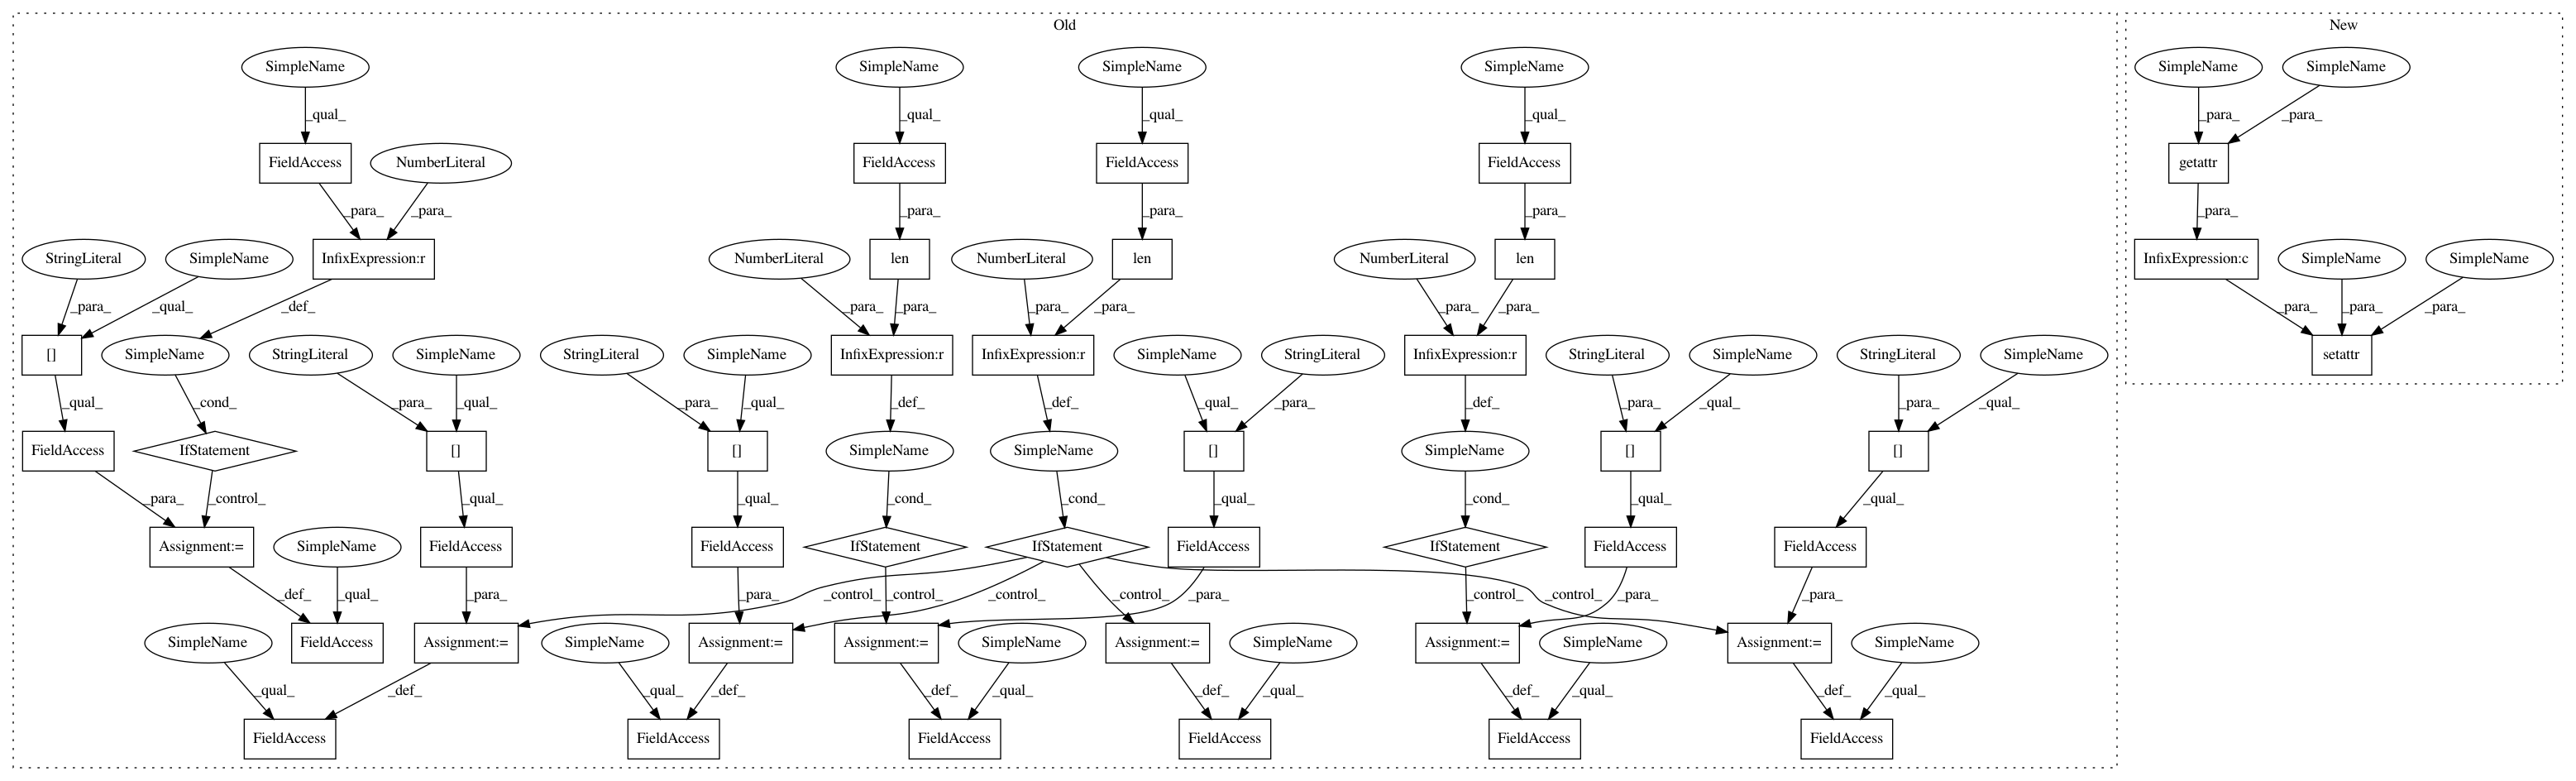 Old
New
SimpleName
SimpleName
SimpleName
SimpleName
SimpleName
SimpleName
_qual_
_qual_
_qual_
_qual_
_para_
_para_
FieldAccess
NumberLiteral
FieldAccess
FieldAccess
FieldAccess
getattr
_para_
_para_
_para_
_para_
_para_
_para_
StringLiteral
SimpleName
InfixExpression:r
NumberLiteral
len
NumberLiteral
len
NumberLiteral
len
InfixExpression:c
SimpleName
SimpleName
_para_
_qual_
_def_
_para_
_para_
_para_
_para_
_para_
_para_
_para_
_para_
_para_
[]
SimpleName
StringLiteral
SimpleName
StringLiteral
SimpleName
InfixExpression:r
InfixExpression:r
SimpleName
StringLiteral
InfixExpression:r
StringLiteral
SimpleName
StringLiteral
SimpleName
setattr
_qual_
_cond_
_para_
_qual_
_para_
_qual_
_def_
_def_
_qual_
_para_
_def_
_para_
_qual_
_para_
_qual_
FieldAccess
IfStatement
[]
[]
SimpleName
SimpleName
[]
SimpleName
[]
[]
_para_
_control_
_qual_
_qual_
_cond_
_cond_
_qual_
_cond_
_qual_
_qual_
Assignment:=
SimpleName
FieldAccess
FieldAccess
IfStatement
IfStatement
FieldAccess
IfStatement
FieldAccess
FieldAccess
_def_
_qual_
_para_
_para_
_control_
_control_
_control_
_control_
_para_
_control_
_para_
_control_
_para_
SimpleName
FieldAccess
Assignment:=
SimpleName
Assignment:=
Assignment:=
SimpleName
Assignment:=
SimpleName
Assignment:=
SimpleName
Assignment:=
SimpleName
_qual_
_def_
_qual_
_def_
_def_
_qual_
_def_
_qual_
_def_
_qual_
_def_
_qual_
FieldAccess
FieldAccess
FieldAccess
FieldAccess
FieldAccess
FieldAccess